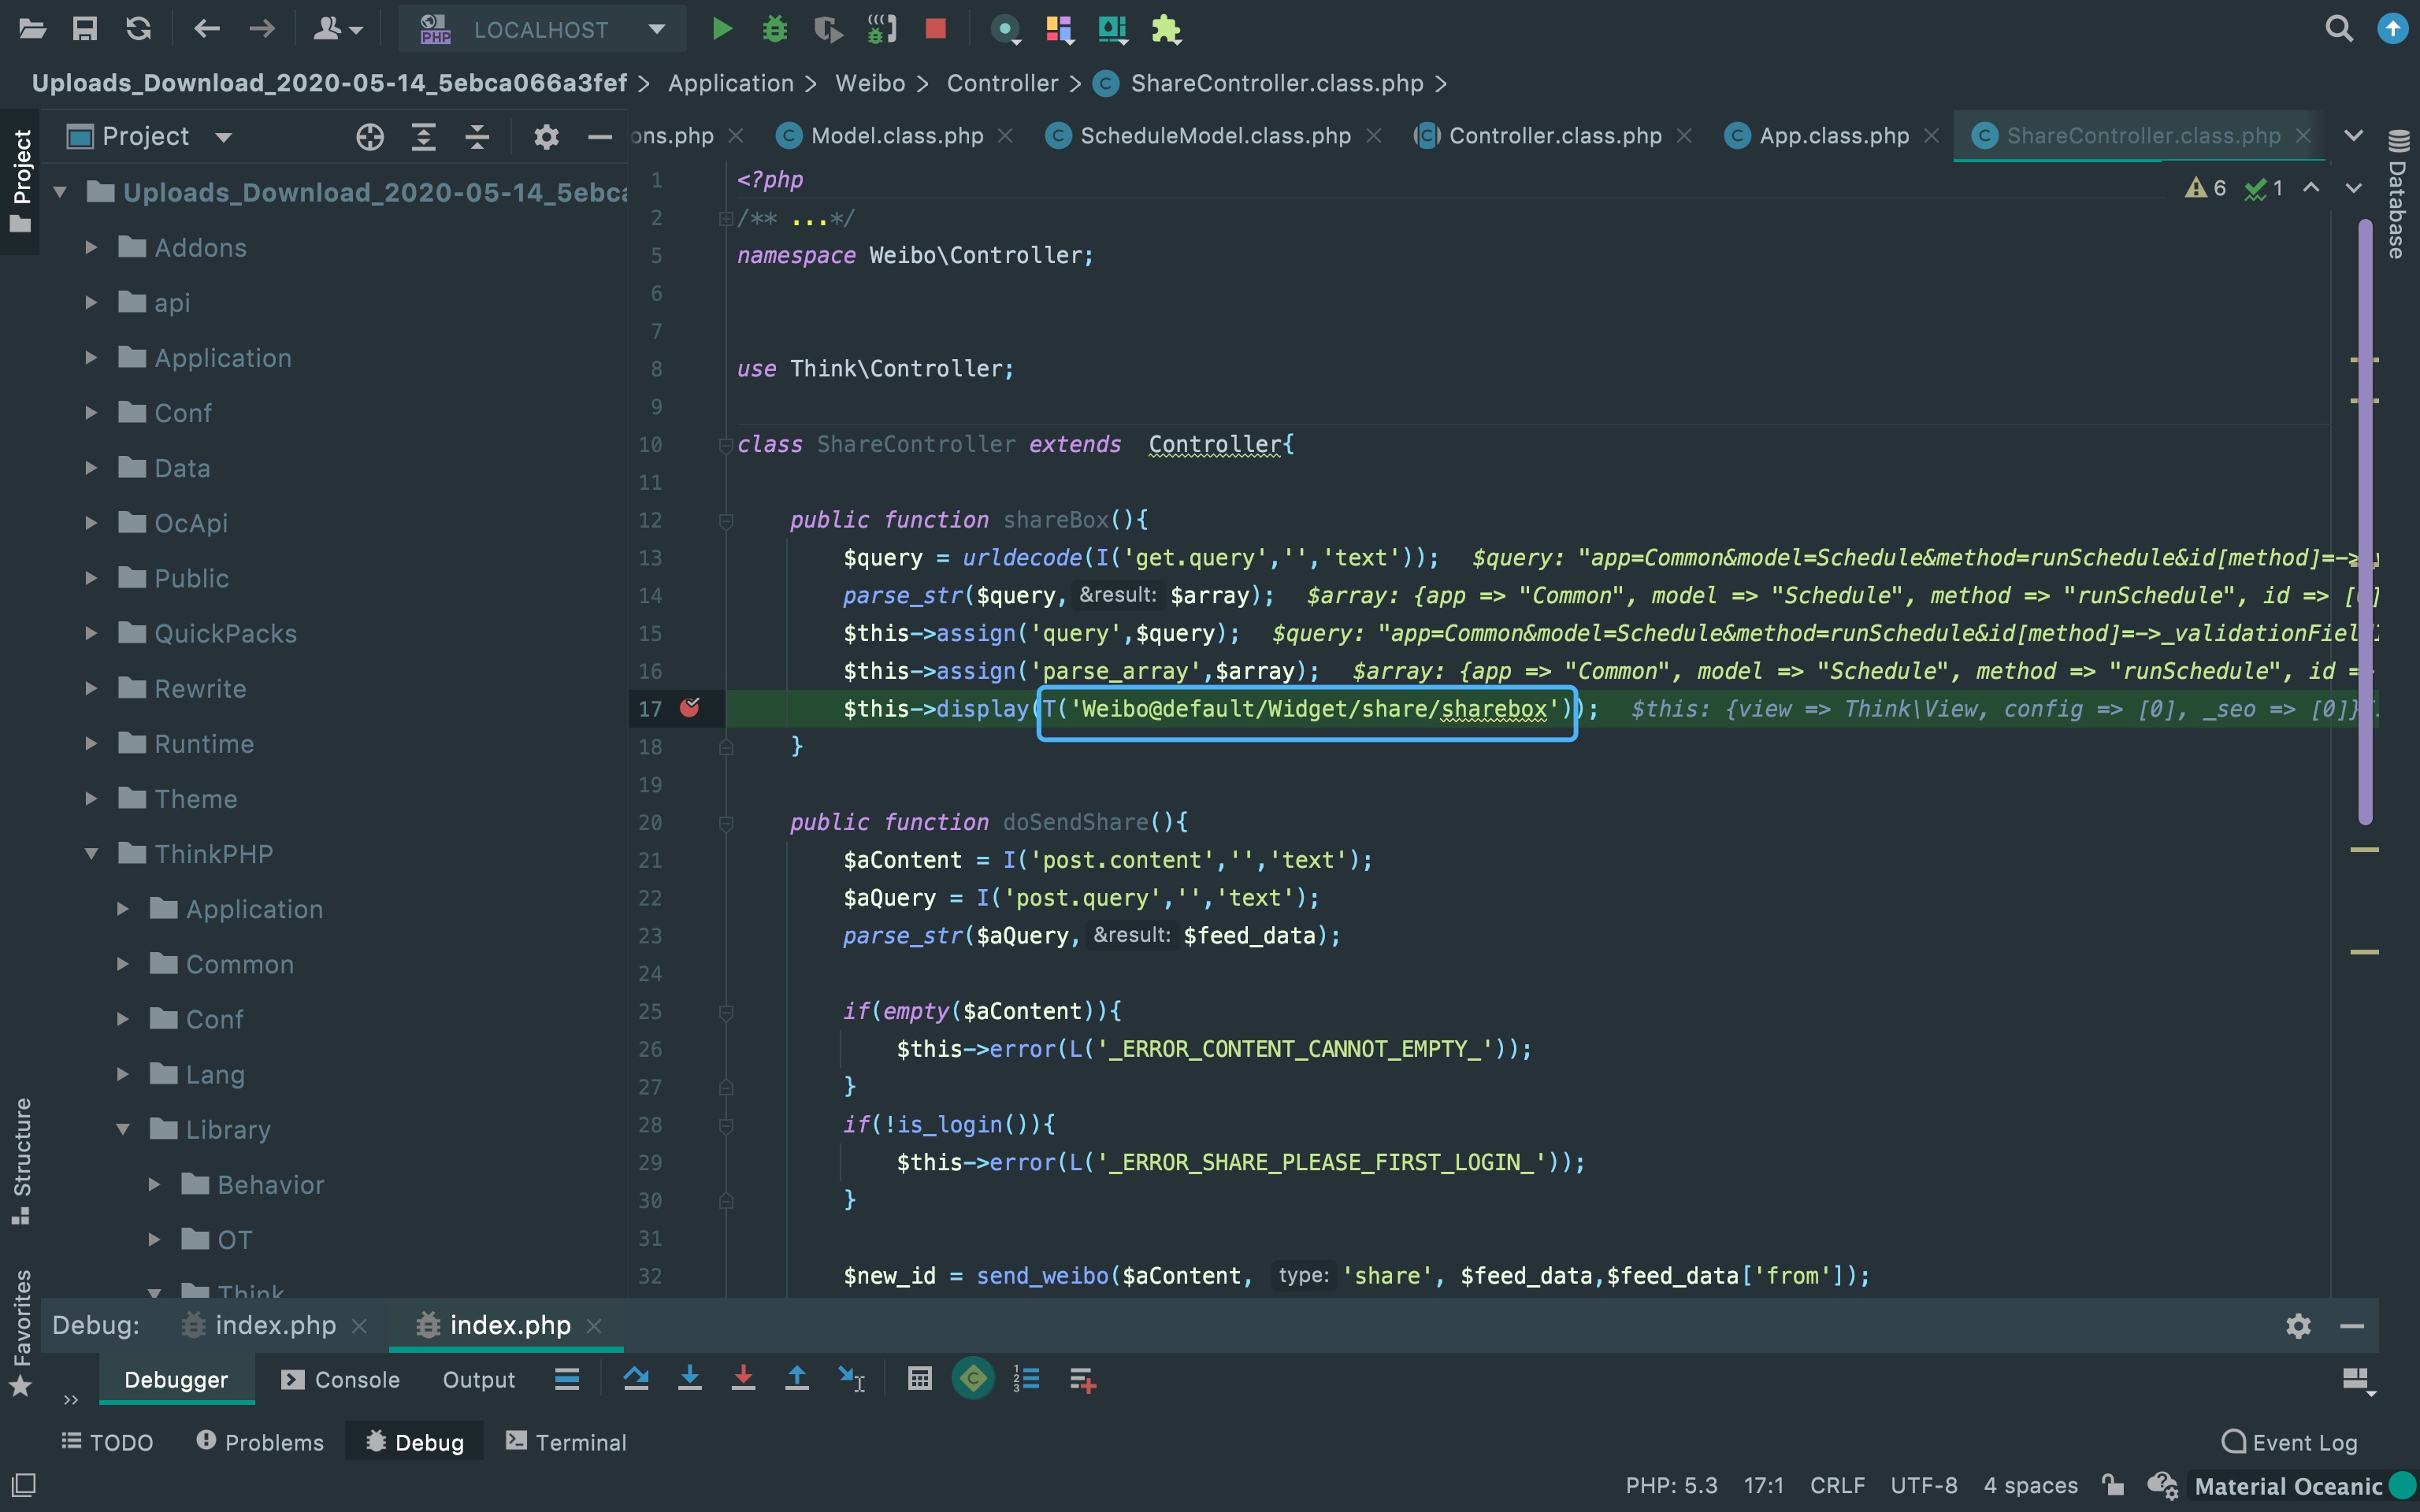 LOCALHOST
Uploads_Download_2020-05-14_5ebca066a3fef > Application > Weibo > Controller > ShareController.class.php >
Project
Project
ons.php
Model.class.php
ScheduleModel.class.php
Controller.class.php
App.class.php
ShareController.class.php
Database
6 1
Uploads_Download_2020-05-14_5ebca
Addons
api
Application
Conf
Data
OcApi
Public
QuickPacks
Rewrite
Runtime
Theme
ThinkPHP
Application
Common
Conf
Lang
Library
Behavior
OT
Think
1 <?php
2 /** ...*/
5 namespace Weibo\Controller;
6
7
8 use Think\Controller;
9
10 class ShareController extends  Controller{
11
12 public function shareBox(){
13 $query = urldecode(I('get.query','','text')); $query: "app=Common&model=Schedule&method=runSchedule&id[method]=->_
14 parse_str($query, &result: $array); $array: {app => "Common", model => "Schedule", method => "runSchedule", id => [
15 $this->assign('query',$query); $query: "app=Common&model=Schedule&method=runSchedule&id[method]=->_validationFiel
16 $this->assign('parse_array',$array); $array: {app => "Common", model => "Schedule", method => "runSchedule", id =
17 $this->display(T('Weibo@default/Widget/share/sharebox')); $this: {view => Think\View, config => [0], _seo => [0]}
18 }
19
20 public function doSendShare(){
21 $aContent = I('post.content','','text');
22 $aQuery = I('post.query','','text');
23 parse_str($aQuery, &result: $feed_data);
24
25 if(empty($aContent)){
26 $this->error(L('_ERROR_CONTENT_CANNOT_EMPTY_'));
27 }
28 if(!is_login()){
29 $this->error(L('_ERROR_SHARE_PLEASE_FIRST_LOGIN_'));
30 }
31
32 $new_id = send_weibo($aContent, type: 'share', $feed_data,$feed_data['from']);
Structure
Favorites
Debug: index.php index.php
Debugger Console Output
TODO Problems Debug Terminal Event Log
PHP: 5.3 17:1 CRLF UTF-8 4 spaces Material Oceanic